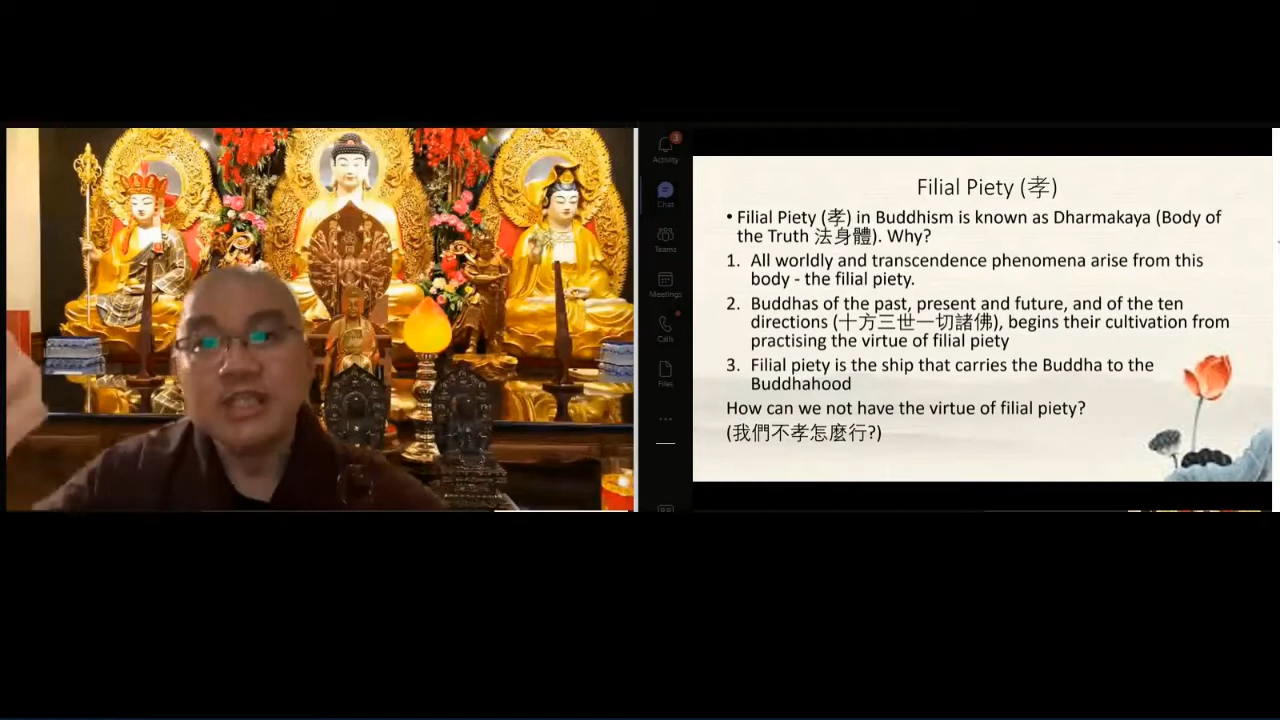 Activity
Chat
Teams
Meetings
Calls
Files
3
Filial Piety (孝)
• Filial Piety (孝) in Buddhism is known as Dharmakaya (Body of
the Truth 法身體). Why?
1. All worldly and transcendence phenomena arise from this
body - the filial piety.
2. Buddhas of the past, present and future, and of the ten
directions (十方三世一切諸佛), begins their cultivation from
practising the virtue of filial piety
3. Filial piety is the ship that carries the Buddha to the
Buddhahood
How can we not have the virtue of filial piety?
(我們不孝怎麼行?)